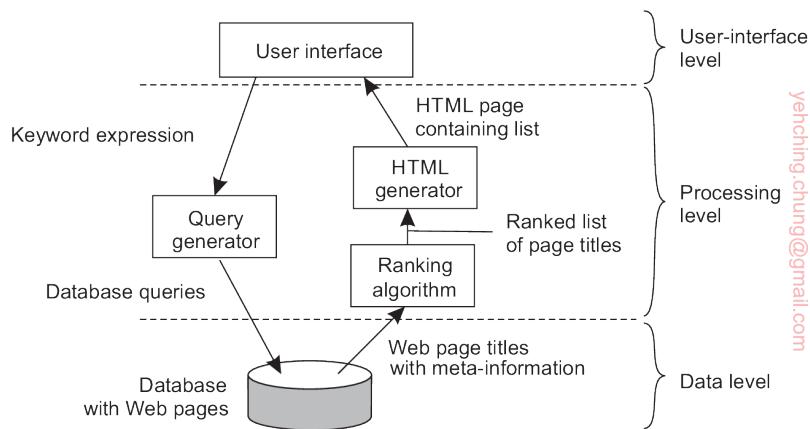 User interface
User-interface
level
HTML page
containing list
Keyword expression
HTML
generator
Processing
level
Query
generator
Ranked list
of page titles
Ranking
algorithm
Database queries
Web page titles
with meta-information
Database
with Web pages
Data level
yehching.chung@gmail.com